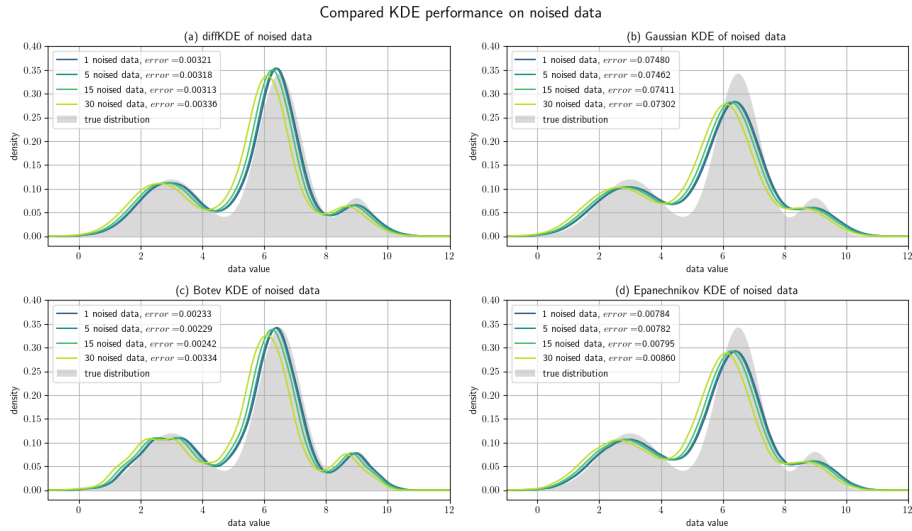 Compared KDE performance on noised data
(a) diffKDE of noised data
0.40
0.35
0.30
0.25
0.20
0.15
0.10
0.05
0.00
density
1 noised data, error =0.00321
5 noised data, error =0.00318
15 noised data, error =0.00313
30 noised data, error =0.00336
true distribution
0 2 4 6 8 10 12
data value
(b) Gaussian KDE of noised data
0.40
0.35
0.30
0.25
0.20
0.15
0.10
0.05
0.00
density
1 noised data, error =0.07480
5 noised data, error =0.07462
15 noised data, error =0.07411
30 noised data, error =0.07302
true distribution
0 2 4 6 8 10 12
data value
(c) Botev KDE of noised data
0.40
0.35
0.30
0.25
0.20
0.15
0.10
0.05
0.00
density
1 noised data, error =0.00233
5 noised data, error =0.00229
15 noised data, error =0.00242
30 noised data, error =0.00334
true distribution
0 2 4 6 8 10 12
data value
(d) Epanechnikov KDE of noised data
0.40
0.35
0.30
0.25
0.20
0.15
0.10
0.05
0.00
density
1 noised data, error =0.00784
5 noised data, error =0.00782
15 noised data, error =0.00795
30 noised data, error =0.00860
true distribution
0 2 4 6 8 10 12
data value